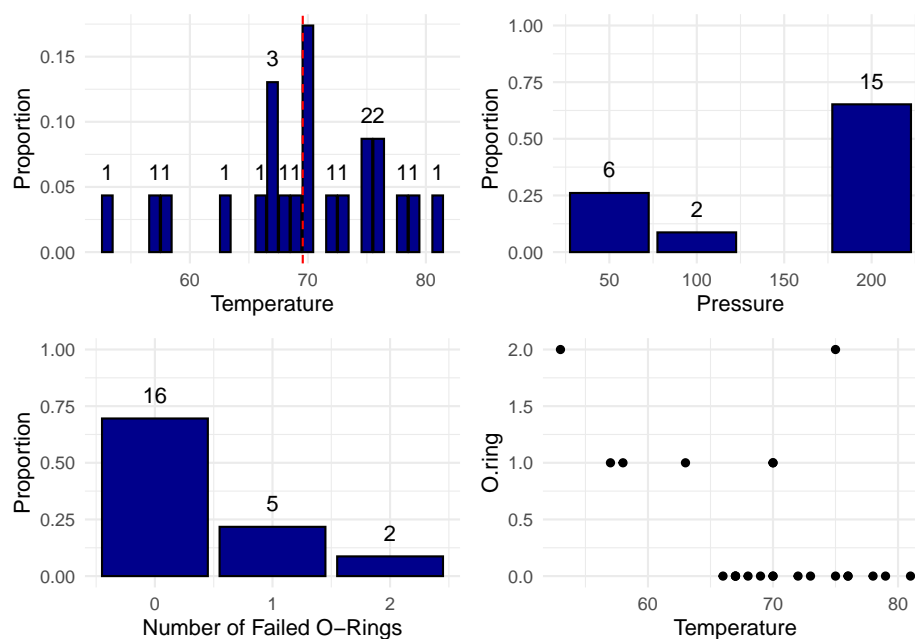 3
1 11 1 1 11 11 22 11 1
0.15
0.10
0.05
0.00
Proportion
60 70 80
Temperature
15
6
2
1.00
0.75
0.50
0.25
0.00
Proportion
50 100 150 200
Pressure
16
5
2
1.00
0.75
0.50
0.25
0.00
Proportion
0 1 2
Number of Failed O−Rings
2.0
1.5
1.0
0.5
0.0
O.ring
60 70 80
Temperature